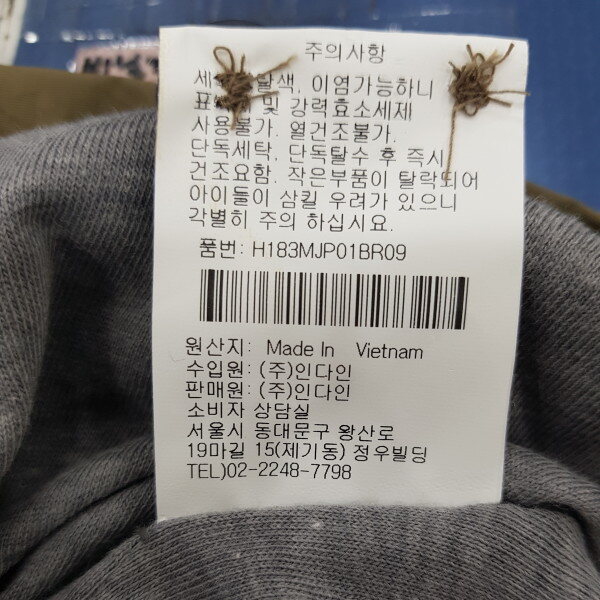 주의사항
탈색, 이염가능하니
및 강력효소세제
사용불가. 열건조불가.
단독세탁, 단독탈수 후 즉시
건조요함. 작은부품이 탈락되어
아이들이 삼킬 우려가 있으니
각별히 주의 하십시요.
품번: H183MJP01BR09
원산지: Made In Vietnam
수입원: (주)인다인
판매원: (주)인다인
소비자 상담실
서울시 동대문구 왕산로
19마길 15(제기동) 정우빌딩
TEL)02-2248-7798